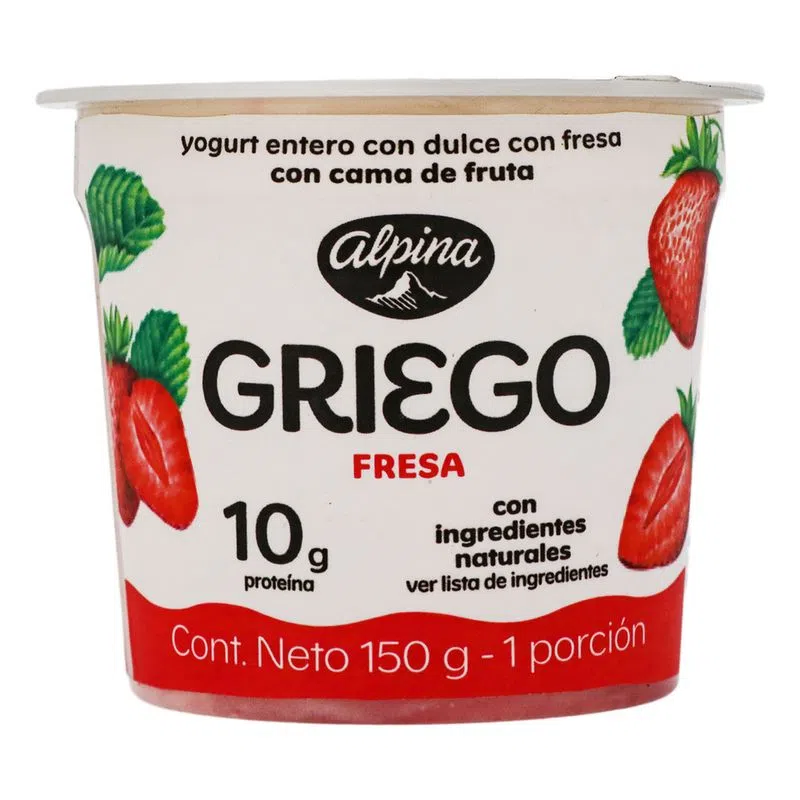 yogurt entero con dulce con fresa
con cama de fruta
alpina
GRIEGO
FRESA
10g
proteína
con
ingredientes
naturales
ver lista de ingredientes
Cont. Neto 150 g - 1 porción